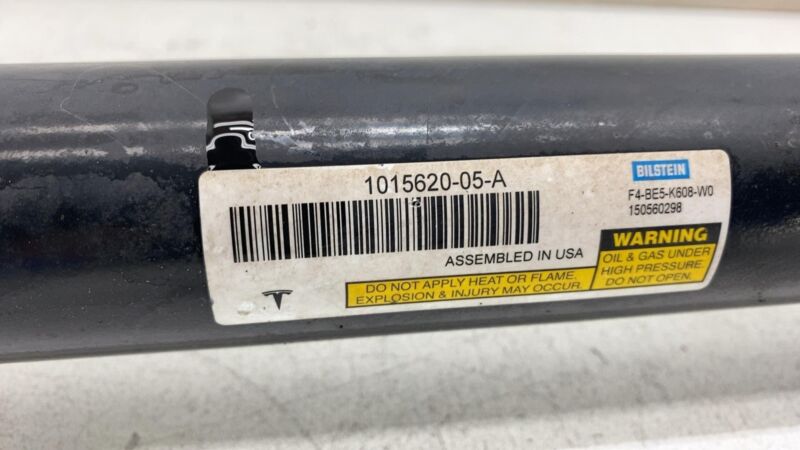 1015620-05-A
BILSTEIN
F4-BE5-K608-W0
150560298
ASSEMBLED IN USA
WARNING
OIL & GAS UNDER
HIGH PRESSURE.
DO NOT OPEN.
DO NOT APPLY HEAT OR FLAME.
EXPLOSION & INJURY MAY OCCUR.